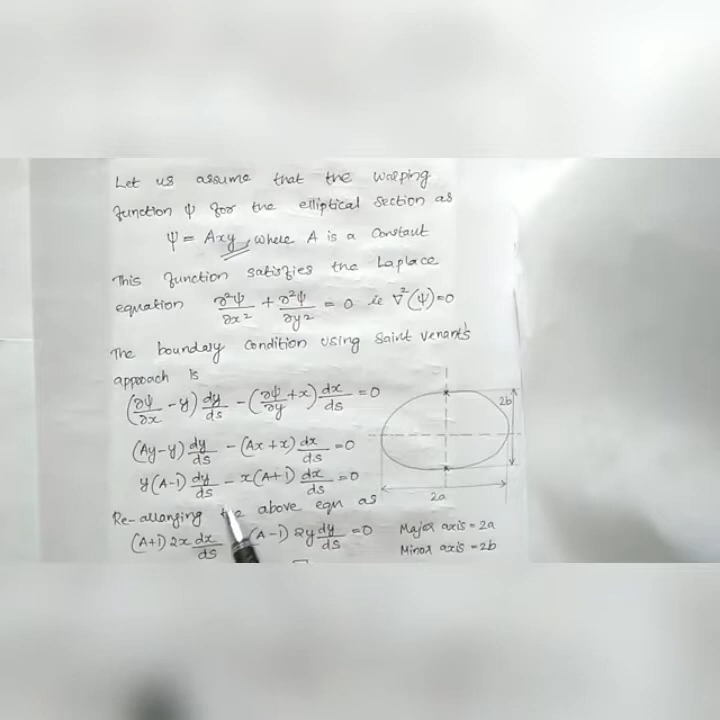 Let us assume that the warping
function ψ for the elliptical section as
ψ = Axy, where A is a constant
This function satisfies the Laplace
equation ∂²ψ/∂x² + ∂²ψ/∂y² = 0 ie ∇²(ψ)=0
The boundary condition using Saint venant's
approach is
(∂ψ/∂x - y) dy/ds - (∂ψ/∂y + x) dx/ds = 0
(Ay-y) dy/ds - (Ax+x) dx/ds = 0
y(A-1) dy/ds - x(A+1) dx/ds = 0
2b
2a
Re-arranging the above equn as
(A+1) 2x dx/ds (A-1) 2y dy/ds = 0
Major axis = 2a
Minor axis = 2b